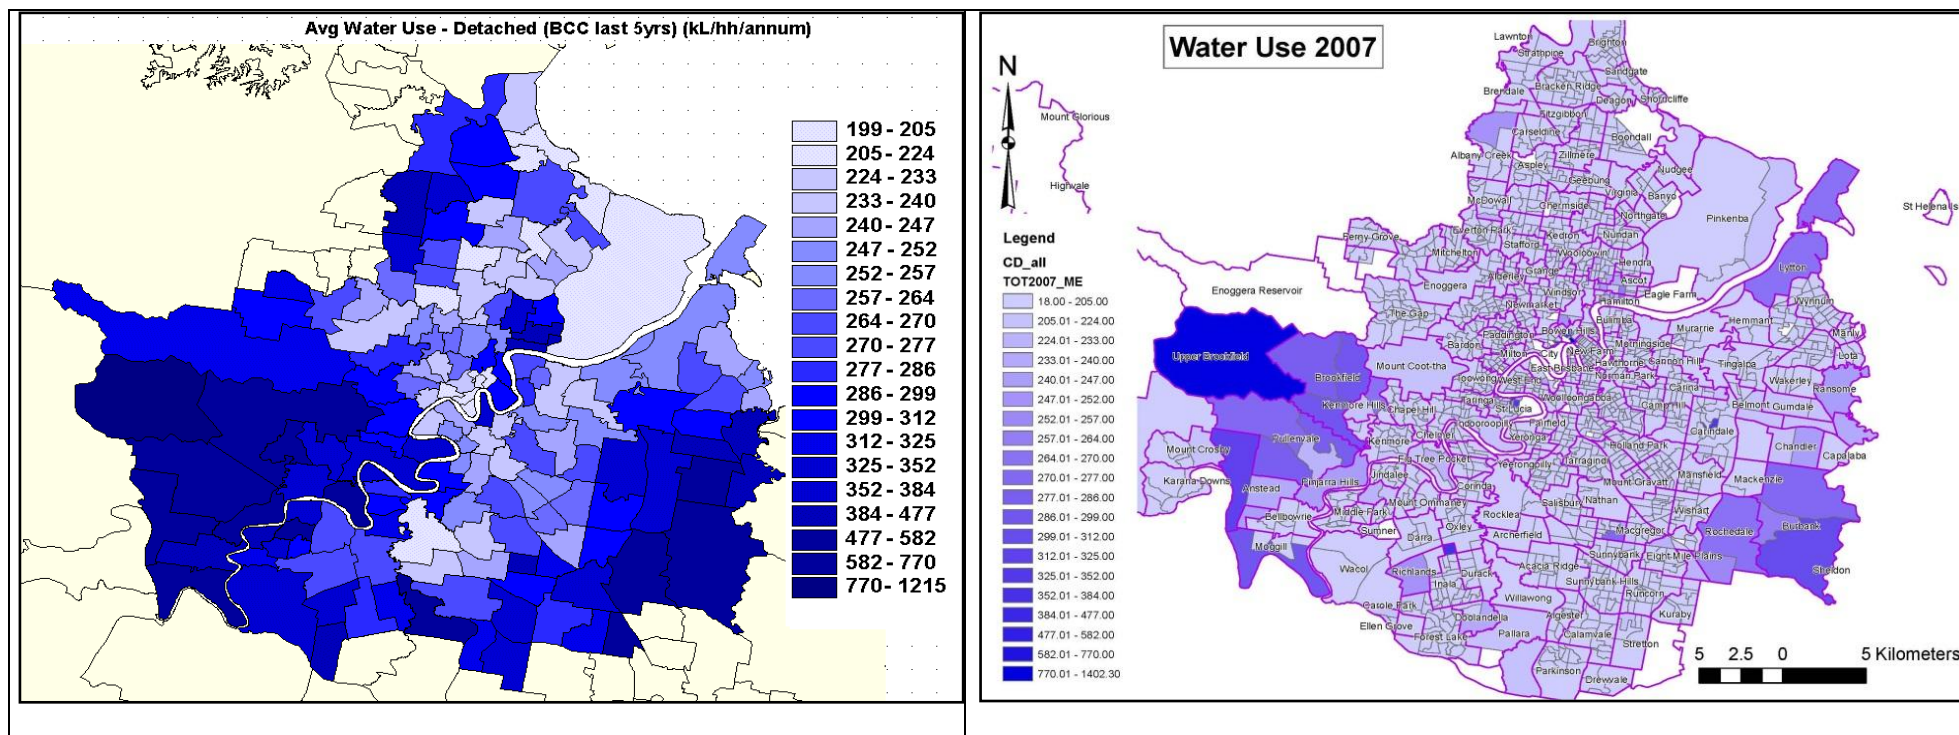 Avg Water Use - Detached (BCC last 5yrs) (kL/hh/annum)
199 - 205
205 - 224
224 - 233
233 - 240
240 - 247
247 - 252
252 - 257
257 - 264
264 - 270
270 - 277
277 - 286
286 - 299
299 - 312
312 - 325
325 - 352
352 - 384
384 - 477
477 - 582
582 - 770
770 - 1215
Water Use 2007
N
Legend
CD_all
TOT2007_ME
18.00 - 205.00
205.01 - 224.00
224.01 - 233.00
233.01 - 240.00
240.01 - 247.00
247.01 - 252.00
252.01 - 257.00
257.01 - 264.00
264.01 - 270.00
270.01 - 277.00
277.01 - 286.00
286.01 - 299.00
299.01 - 312.00
312.01 - 325.00
325.01 - 352.00
352.01 - 384.00
384.01 - 477.00
477.01 - 582.00
582.01 - 770.00
770.01 - 1402.30
Mount Glorious
Highvale
Lawnton
Strathpine
Brighton
Sandgate
Brendale
Bracken Ridge
Deagon
Shorncliffe
Fitzgibbon
Carseldine
Boondall
Albany Creek
Aspley
Zillmere
Geebung
Nudgee
Virginia
Banyo
McDowall
Chermside
Northgate
Pinkenba
St Helena Is
Ferny Grove
Everton Park
Kedron
Nundah
Mitchelton
Stafford
Wooloowin
Hendra
Alderley
Grange
Ascot
Lytton
Enoggera Reservoir
Enoggera
Windsor
Hamilton
Eagle Farm
Wynnum
The Gap
Newmarket
Bulimba
Hemmant
Murarrie
Manly
Paddington
Bowen Hills
Upper Brookfield
Bardon
Milton
City
New Farm
Morningside
Lota
Mount Coot-tha
Hawthorne
Cannon Hill
Tingalpa
East Brisbane
Brookfield
Toowong
West End
Norman Park
Wakerley
Ransome
Taringa
Carina
Kenmore Hills
Chapel Hill
St Lucia
Woolloongabba
Camp Hill
Belmont
Gumdale
Indooroopilly
Fairfield
Carindale
Pullenvale
Kenmore
Chelmer
Yeronga
Holland Park
Chandler
Mount Crosby
Fig Tree Pocket
Yeerongpilly
Tarragindi
Capalaba
Karana Downs
Pinjarra Hills
Jindalee
Corinda
Mount Gravatt
Mansfield
Mackenzie
Anstead
Mount Ommaney
Salisbury
Nathan
Bellbowrie
Middle Park
Rocklea
Wishart
Sumner
Oxley
Macgregor
Rochedale
Burbank
Darra
Archerfield
Moggill
Sunnybank
Eight Mile Plains
Wacol
Richlands
Durack
Acacia Ridge
Sheldon
Inala
Sunnybank Hills
Runcorn
Willawong
Carole Park
Doolandella
Algester
Kuraby
Ellen Grove
Forest Lake
Pallara
Calamvale
Stretton
Parkinson
Drewvale
5 2.5 0 5 Kilometers